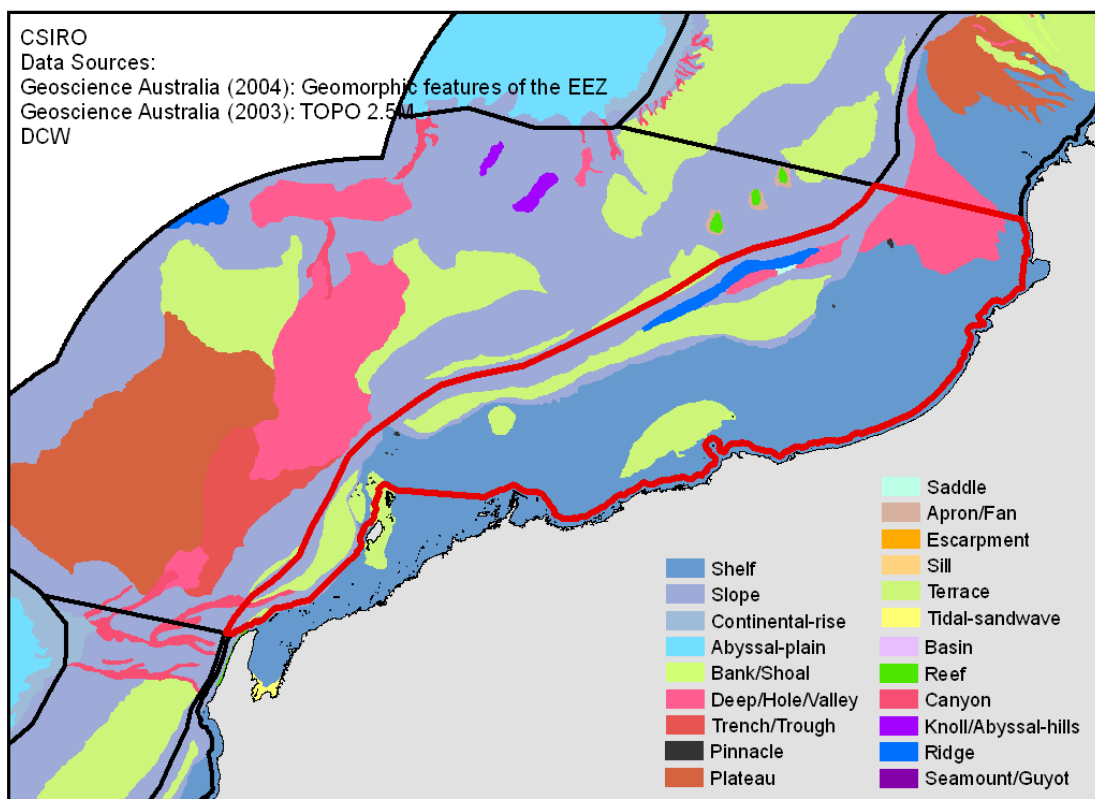 CSIRO
Data Sources:
Geoscience Australia (2004): Geomorphic features of the EEZ
Geoscience Australia (2003): TOPO 2.5M
DCW
Shelf
Slope
Continental-rise
Abyssal-plain
Bank/Shoal
Deep/Hole/Valley
Trench/Trough
Pinnacle
Plateau
Saddle
Apron/Fan
Escarpment
Sill
Terrace
Tidal-sandwave
Basin
Reef
Canyon
Knoll/Abyssal-hills
Ridge
Seamount/Guyot